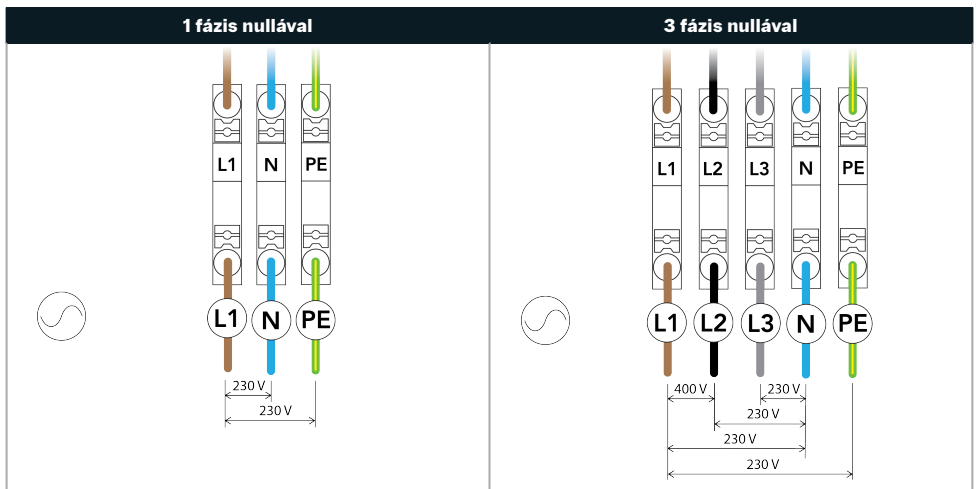 1 fázis nullával
3 fázis nullával
L1 N PE
L1 N PE
230 V
230 V
L1 L2 L3 N PE
L1 L2 L3 N PE
400 V 230 V
230 V
230 V
230 V